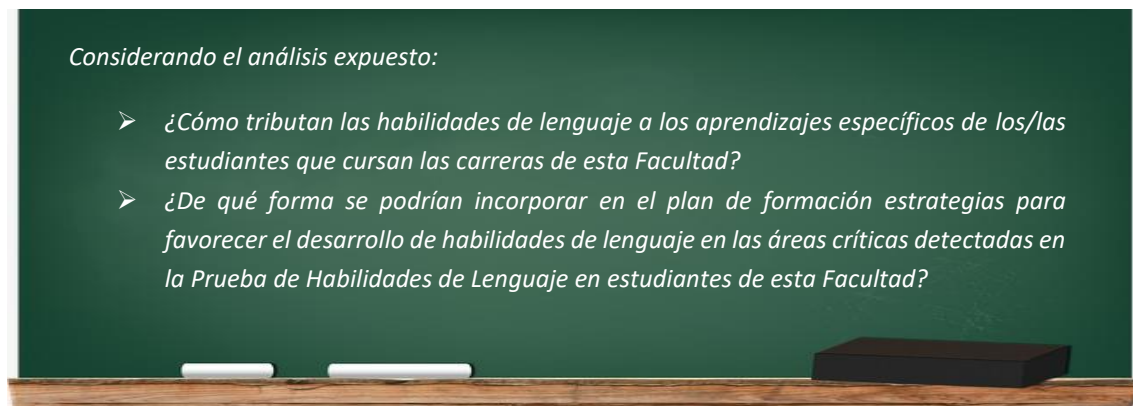 Considerando el análisis expuesto:
➢ ¿Cómo tributan las habilidades de lenguaje a los aprendizajes específicos de los/las
estudiantes que cursan las carreras de esta Facultad?
➢ ¿De qué forma se podrían incorporar en el plan de formación estrategias para
favorecer el desarrollo de habilidades de lenguaje en las áreas críticas detectadas en
la Prueba de Habilidades de Lenguaje en estudiantes de esta Facultad?